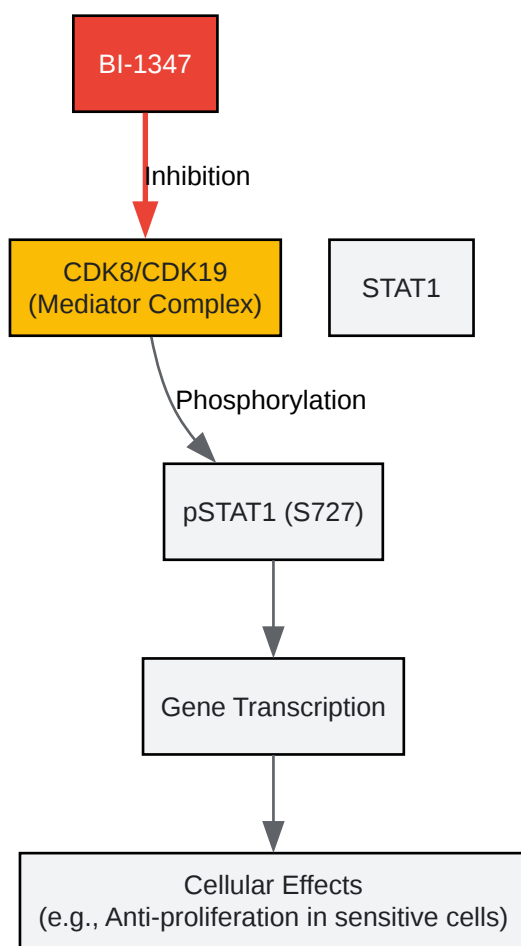 BI-1347
Inhibition
CDK8/CDK19
(Mediator Complex)
STAT1
Phosphorylation
pSTAT1 (S727)
Gene Transcription
Cellular Effects
(e.g., Anti-proliferation in sensitive cells)